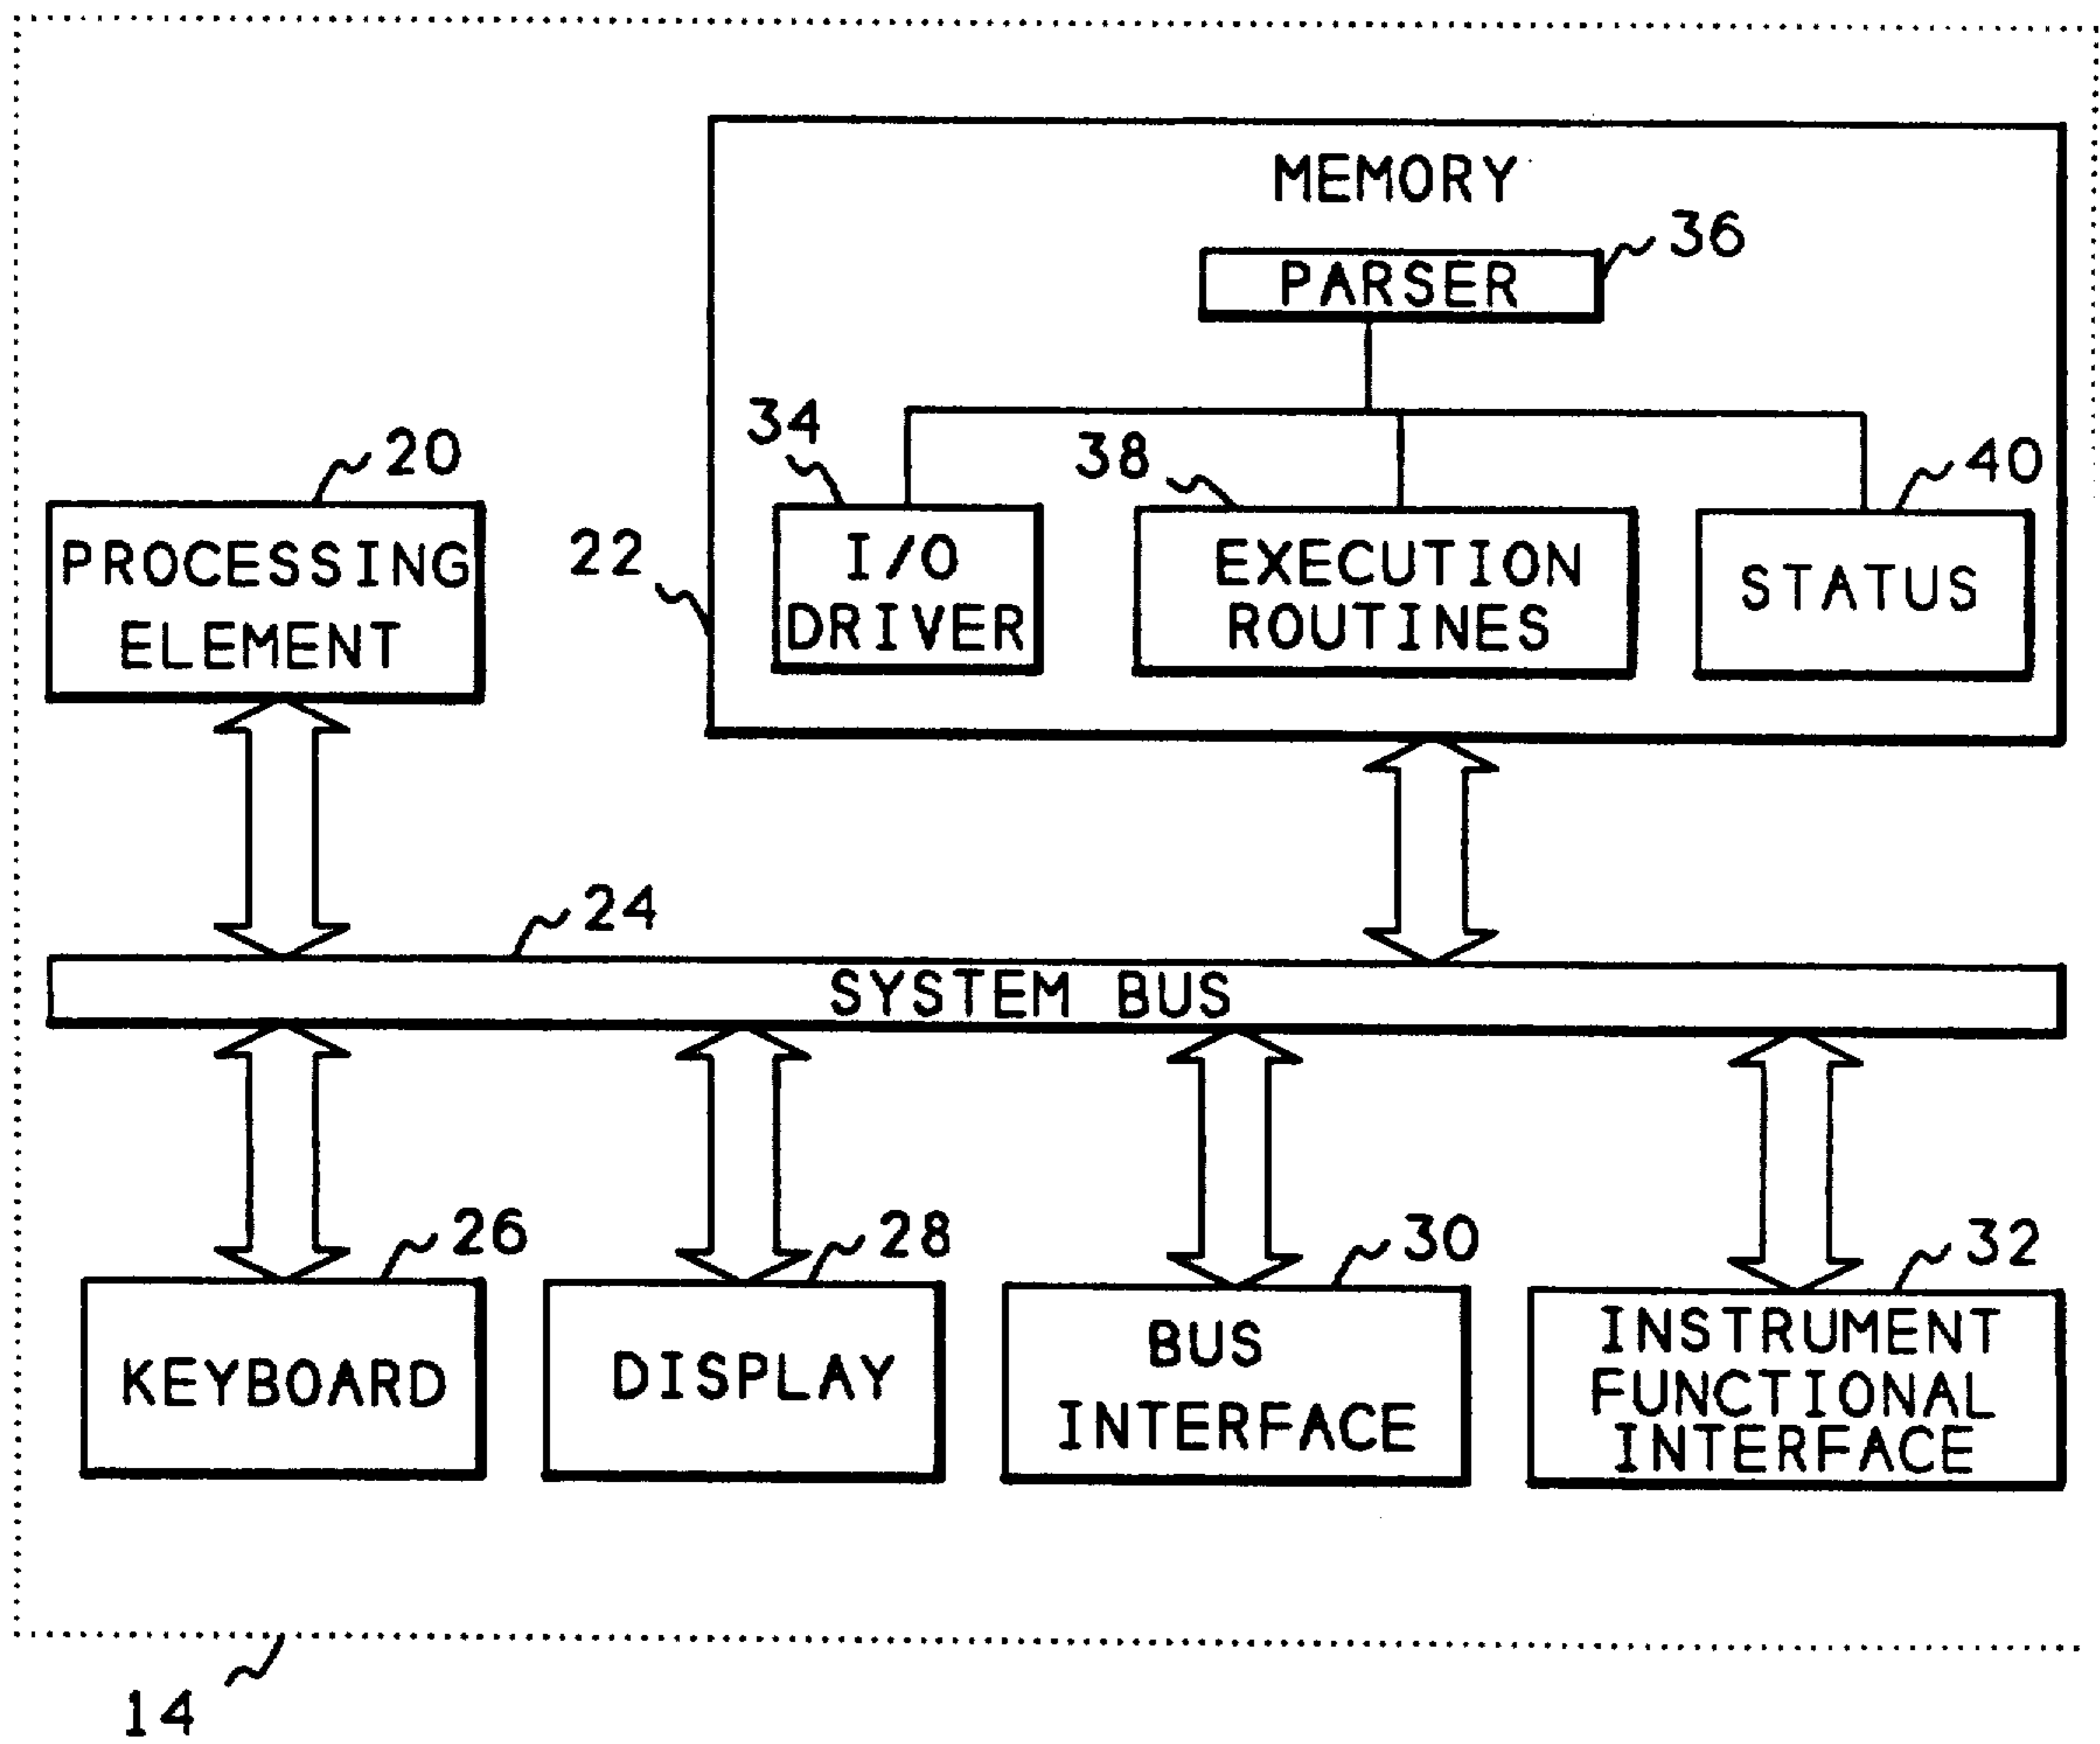 MEMORY
36
PARSER
34
38
40
20
22
PROCESSING
ELEMENT
I/O
DRIVER
EXECUTION
ROUTINES
STATUS
24
SYSTEM BUS
26
28
30
32
KEYBOARD
DISPLAY
BUS
INTERFACE
INSTRUMENT
FUNCTIONAL
INTERFACE
14